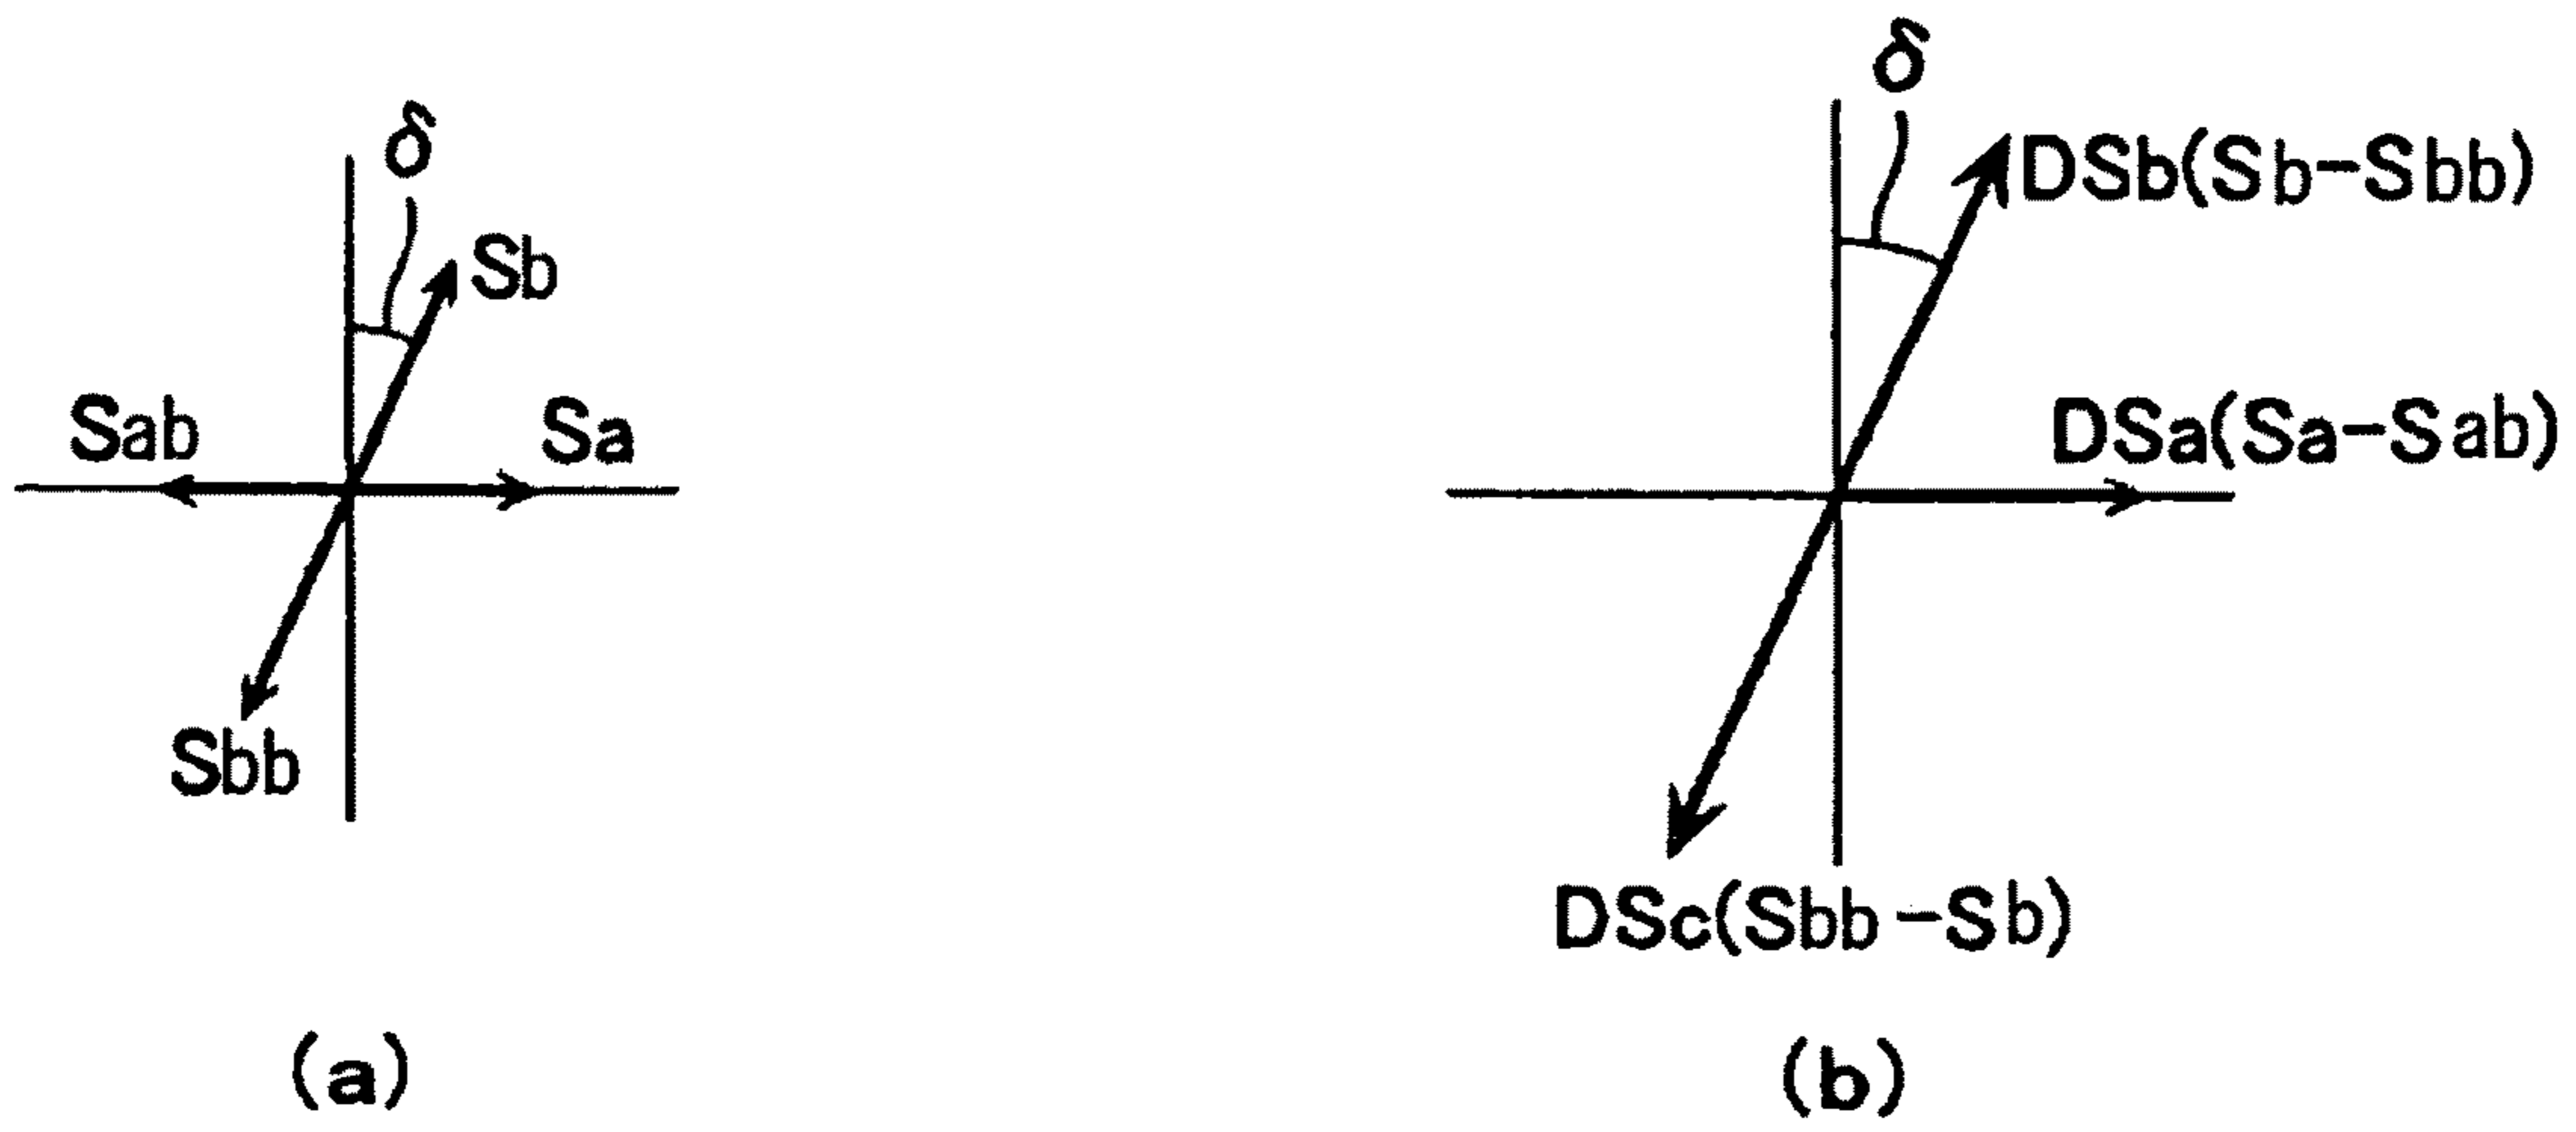 δ
Sb
Sab
Sa
Sbb
(a)
δ
DSb(Sb-Sbb)
DSa(Sa-Sab)
DSc(Sbb-Sb)
(b)